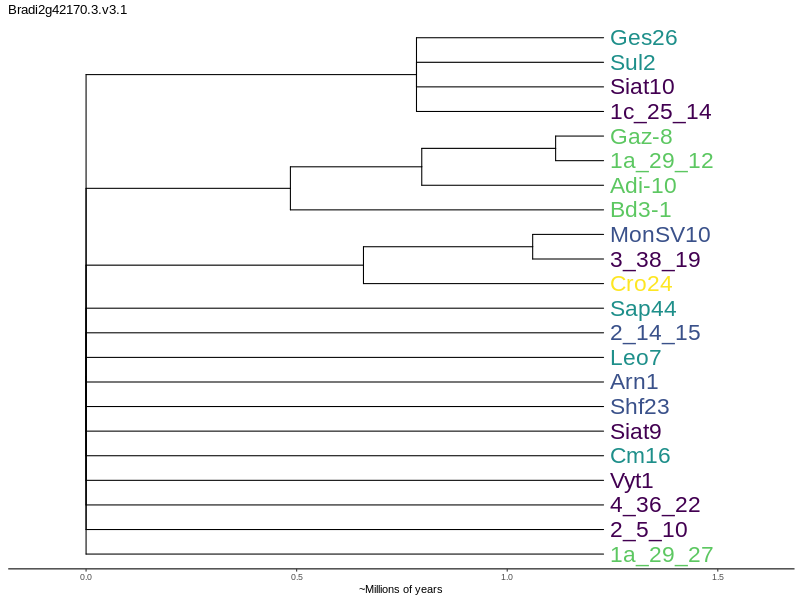 Bradi2g42170.3.v3.1
Ges26
Sul2
Siat10
1c_25_14
Gaz-8
1a_29_12
Adi-10
Bd3-1
MonSV10
3_38_19
Cro24
Sap44
2_14_15
Leo7
Arn1
Shf23
Siat9
Cm16
Vyt1
4_36_22
2_5_10
1a_29_27
0.0 0.5 1.0 1.5
~Millions of years